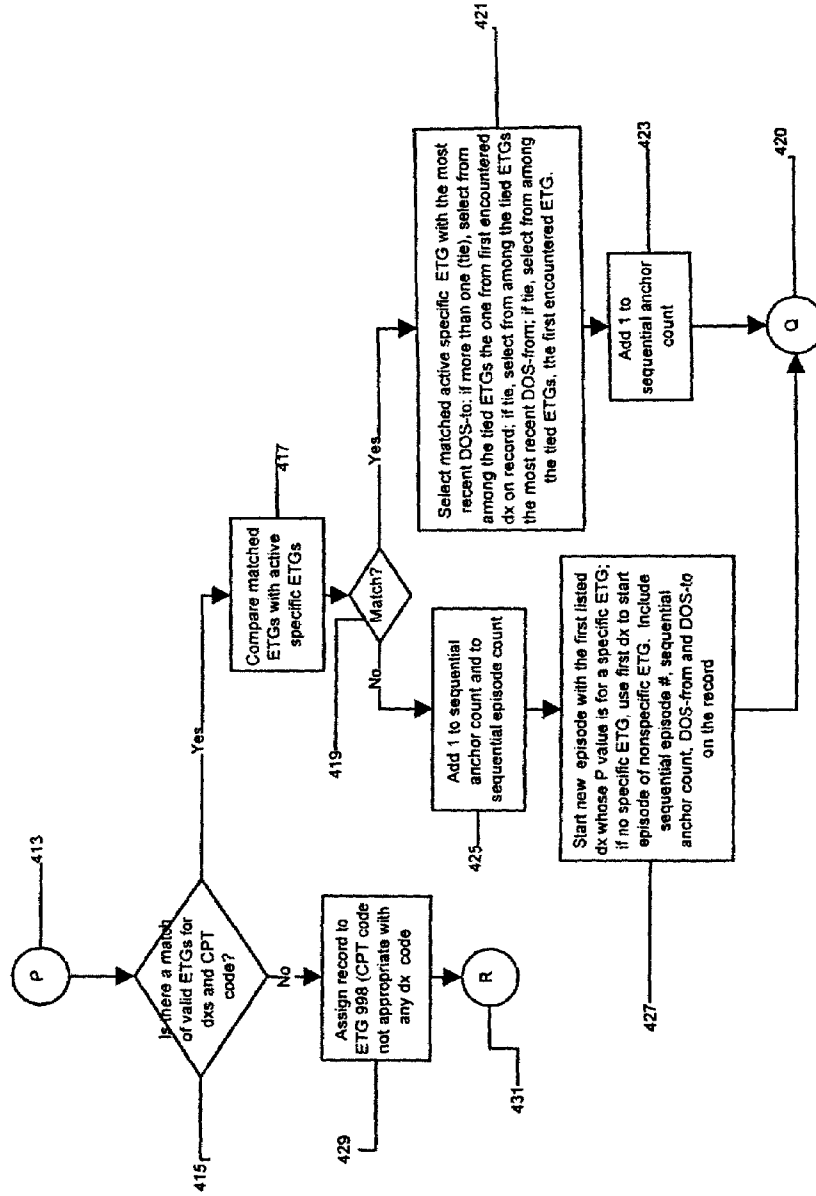 P
413
Is there a match
of valid ETGs for
dxs and CPT
code?
415
Yes
No
Compare matched
ETGs with active
specific ETGs
417
Match?
419
Yes
No
Select matched active specific ETG with the most
recent DOS-to; if more than one (tie), select from
among the tied ETGs the one from first encountered
dx on record; if tie, select from among the tied ETGs
the most recent DOS-from; if tie, select from among
the tied ETGs, the first encountered ETG.
421
Add 1 to
sequential anchor
count
423
Add 1 to sequential
anchor count and to
sequential episode count
425
Start new episode with the first listed
dx whose P value is for a specific ETG;
if no specific ETG, use first dx to start
episode of nonspecific ETG. Include
sequential episode #, sequential
anchor count, DOS-from and DOS-to
on the record
427
Q
420
Assign record to
ETG 998 (CPT code
not appropriate with
any dx code
429
R
431